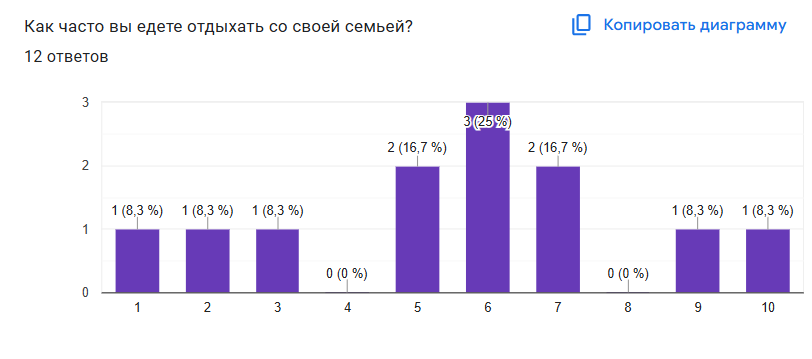 Как часто вы едете отдыхать со своей семьей?
Копировать диаграмму
12 ответов
3
2
1
0
1 (8,3 %)
1 (8,3 %)
1 (8,3 %)
0 (0 %)
2 (16,7 %)
3 (25 %)
2 (16,7 %)
0 (0 %)
1 (8,3 %)
1 (8,3 %)
1 2 3 4 5 6 7 8 9 10